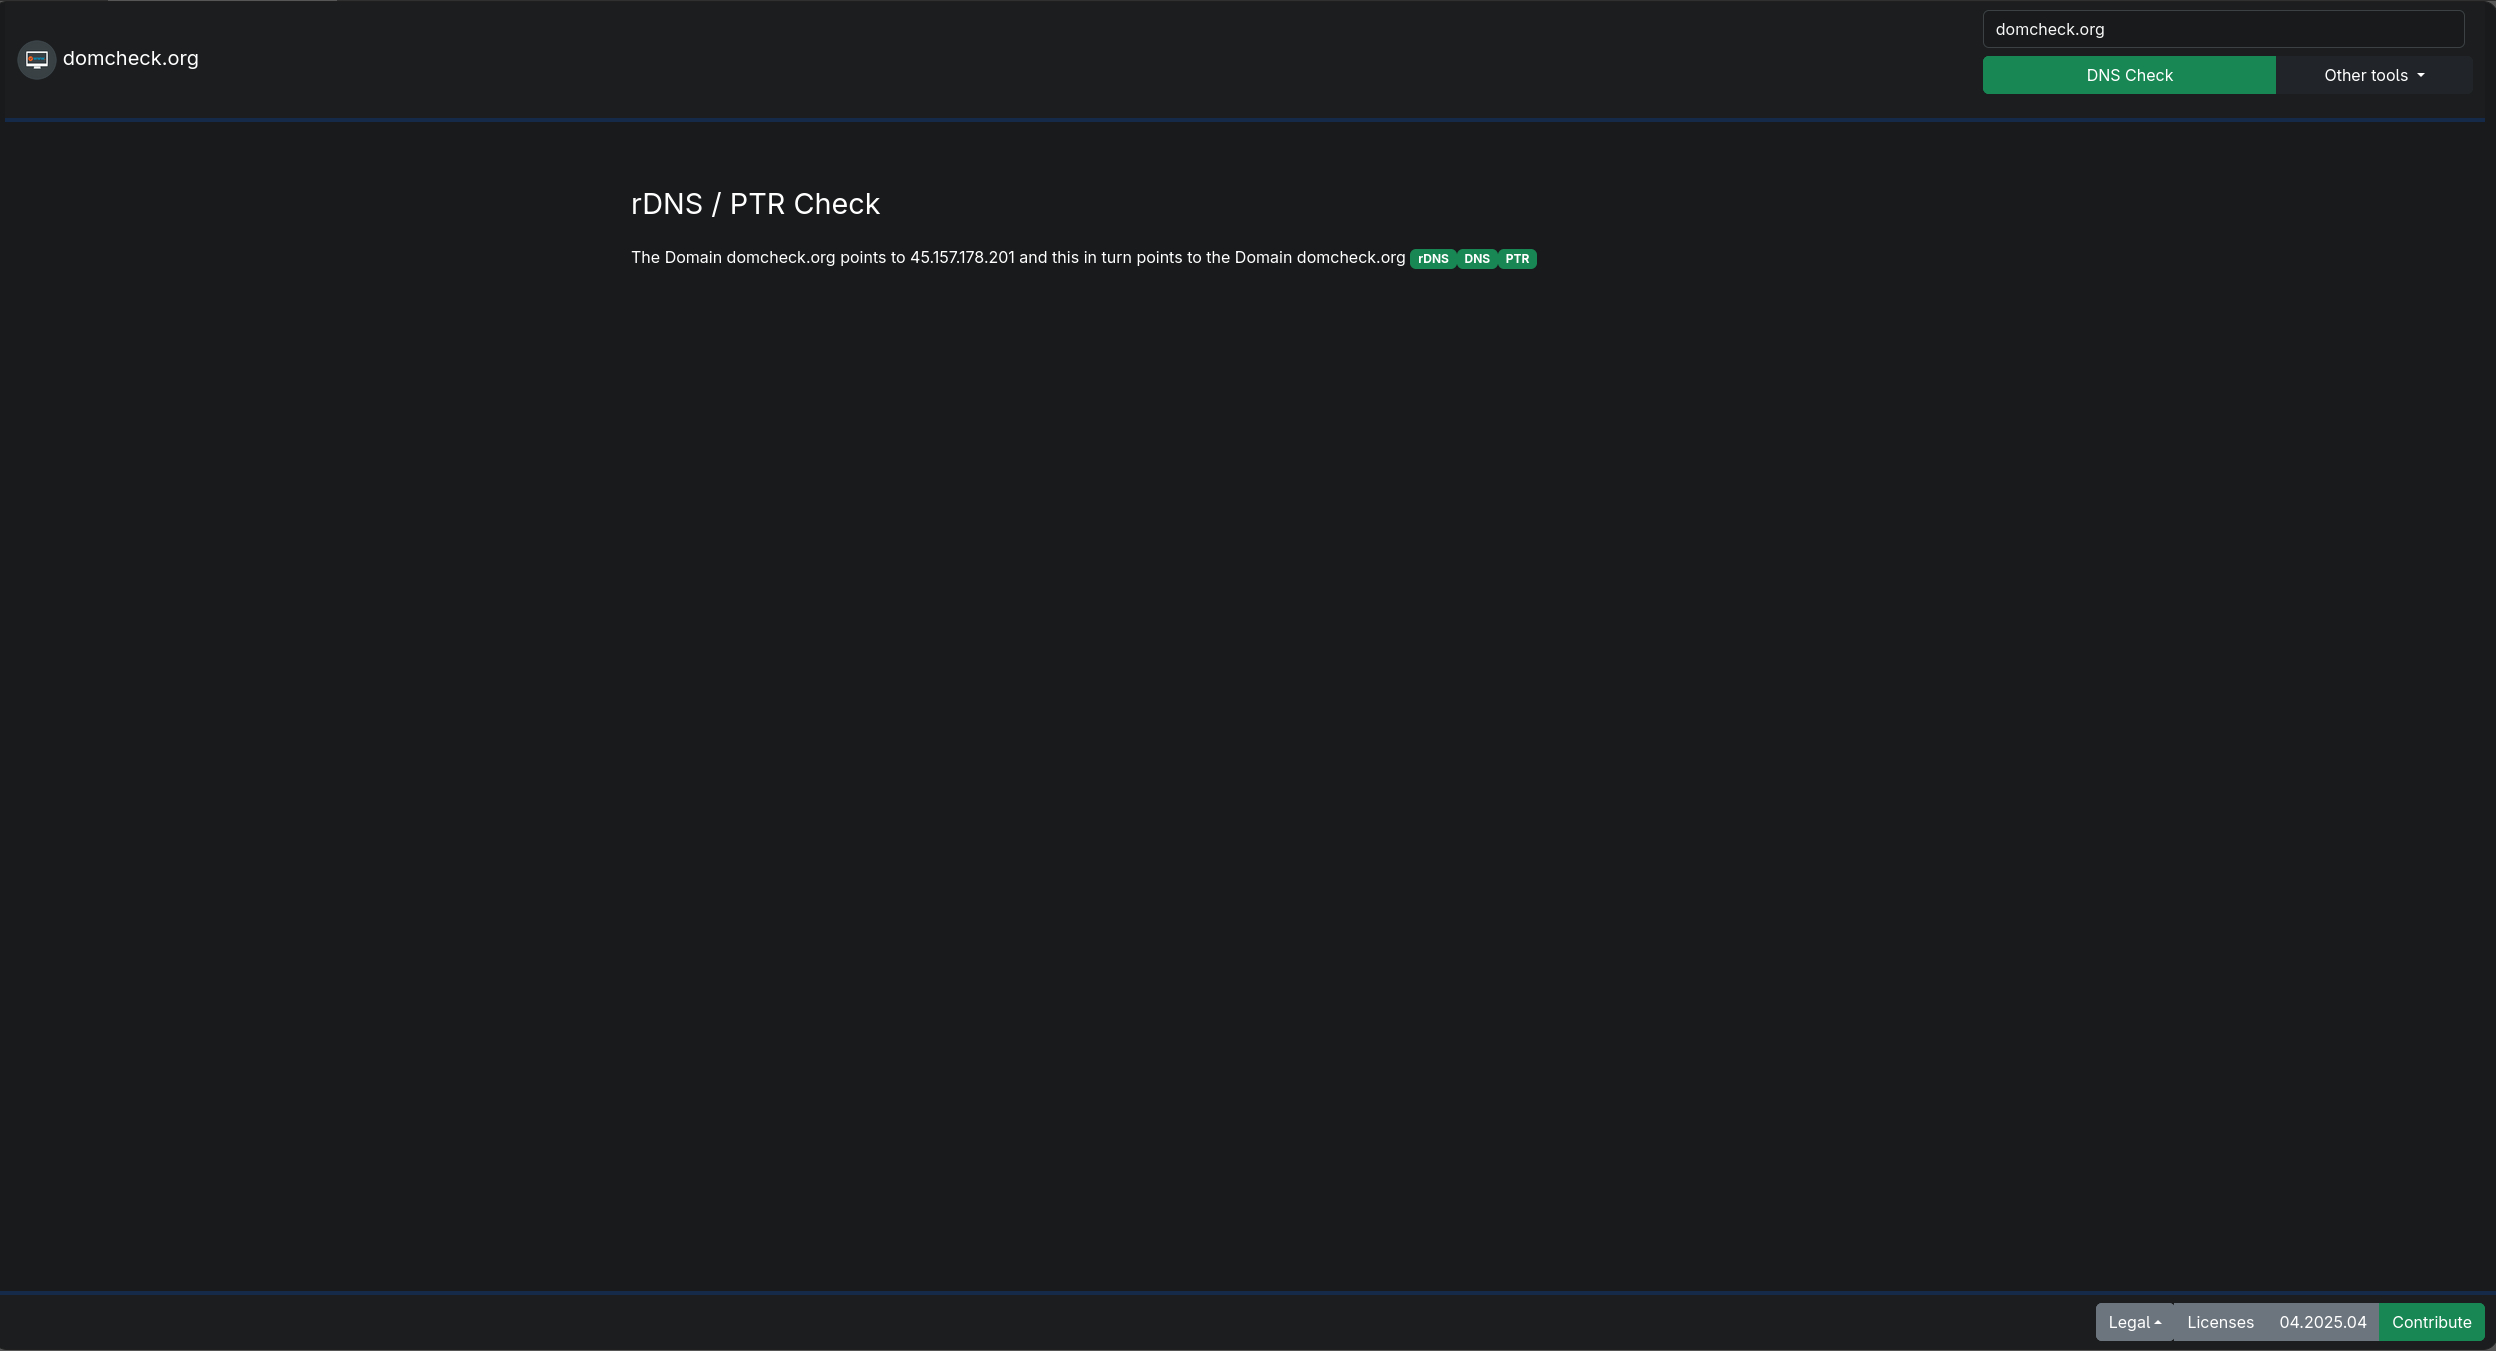 domcheck.org
domcheck.org
DNS Check Other tools
rDNS / PTR Check
The Domain domcheck.org points to 45.157.178.201 and this in turn points to the Domain domcheck.org rDNS DNS PTR
Legal Licenses 04.2025.04 Contribute